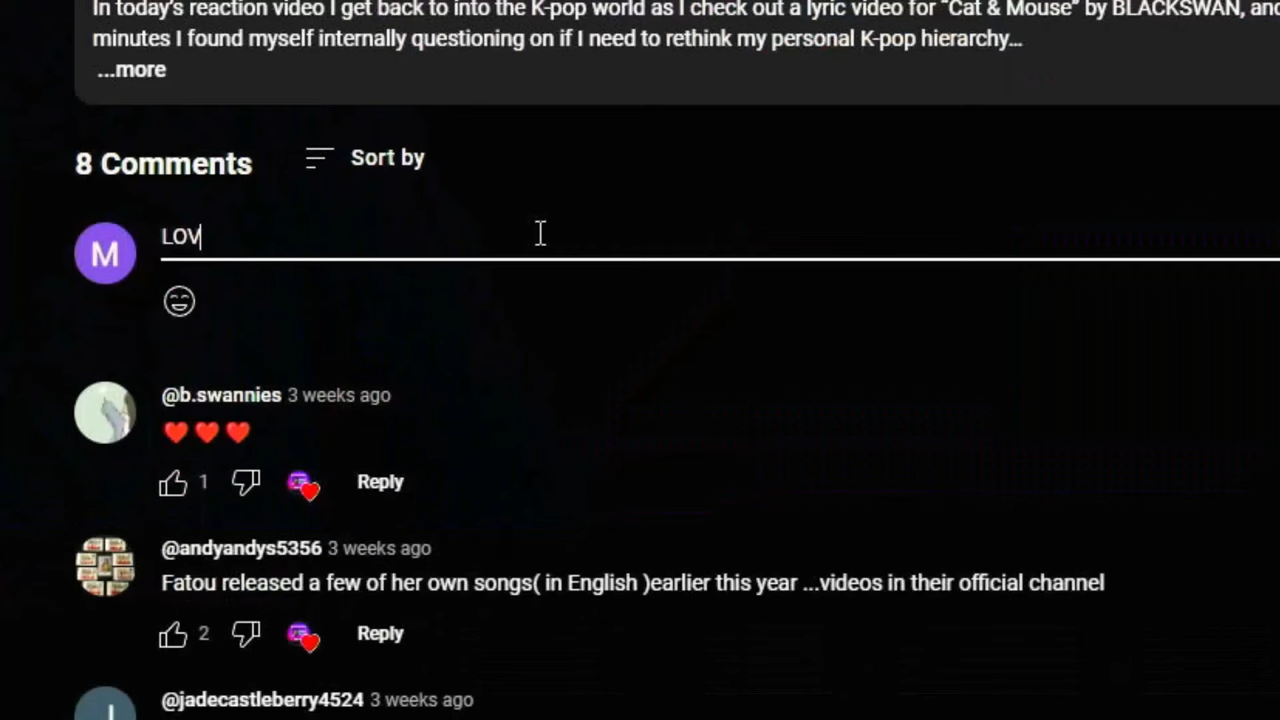 In today's reaction video I get back to into the K-pop world as I check out a lyric video for “Cat & Mouse” by BLACKSWAN, and
minutes I found myself internally questioning on if I need to rethink my personal K-pop hierarchy...
...more
8 Comments
Sort by
M
LOV
@b.swannies 3 weeks ago
1
Reply
@andyandys5356 3 weeks ago
Fatou released a few of her own songs( in English )earlier this year ...videos in their official channel
2
Reply
@jadecastleberry4524 3 weeks ago